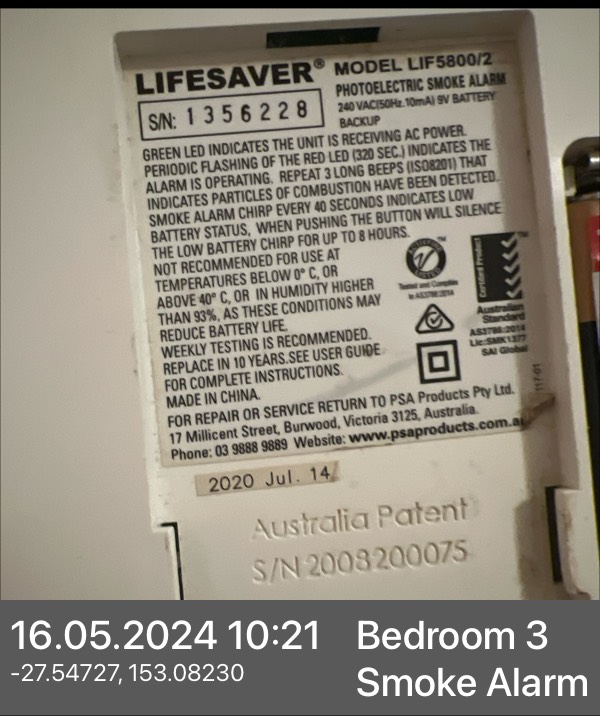 LIFESAVER® MODEL LIF5800/2
PHOTOELECTRIC SMOKE ALARM
240 VAC(50Hz. 10mA) 9V BATTERY
BACKUP
S/N: 1356228
GREEN LED INDICATES THE UNIT IS RECEIVING AC POWER.
PERIODIC FLASHING OF THE RED LED (320 SEC.) INDICATES THE
ALARM IS OPERATING. REPEAT 3 LONG BEEPS (ISO8201) THAT
INDICATES PARTICLES OF COMBUSTION HAVE BEEN DETECTED.
SMOKE ALARM CHIRP EVERY 40 SECONDS INDICATES LOW
BATTERY STATUS, WHEN PUSHING THE BUTTON WILL SILENCE
THE LOW BATTERY CHIRP FOR UP TO 8 HOURS.
NOT RECOMMENDED FOR USE AT
TEMPERATURES BELOW 0° C, OR
ABOVE 40° C, OR IN HUMIDITY HIGHER
THAN 93%, AS THESE CONDITIONS MAY
REDUCE BATTERY LIFE.
WEEKLY TESTING IS RECOMMENDED.
REPLACE IN 10 YEARS.SEE USER GUIDE
FOR COMPLETE INSTRUCTIONS.
MADE IN CHINA.
Tested and Complies
to AS3786:2014
Certified Product
Australian
Standard
AS3786:2014
Lic:SMK1377
SAI Global
FOR REPAIR OR SERVICE RETURN TO PSA Products Pty Ltd.
17 Millicent Street, Burwood, Victoria 3125, Australia.
Phone: 03 9888 9889 Website: www.psaproducts.com.au
2020 Jul. 14
Australia Patent
S/N 2008200075
16.05.2024 10:21
-27.54727, 153.08230
Bedroom 3
Smoke Alarm